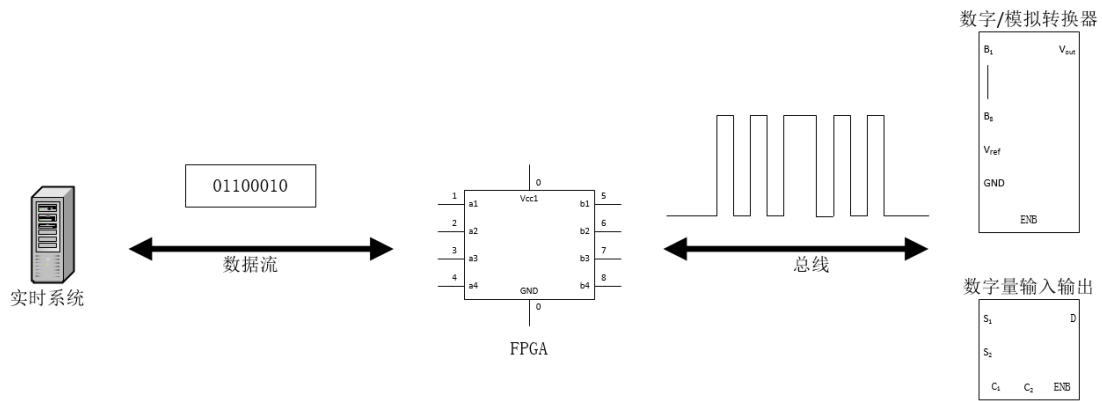 数字/模拟转换器
B1
Vout
B8
Vref
GND
ENB
01100010
0
1
a1
Vcc1
b1
5
2
a2
b2
6
3
a3
b3
7
4
a4
GND
b4
8
0
FPGA
实时系统
数据流
总线
数字量输入输出
S1
D
S2
C1
C2
ENB